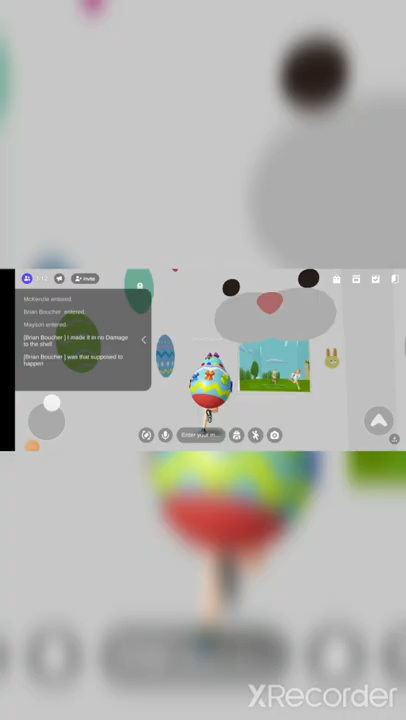 Invite
McKenzie entered.
Brian Boucher entered.
Mayson entered.
[Brian Boucher ] I made it in no Damage
to the shell
[Brian Boucher ] was that supposed to
happen
Enter your m...
XRecorder